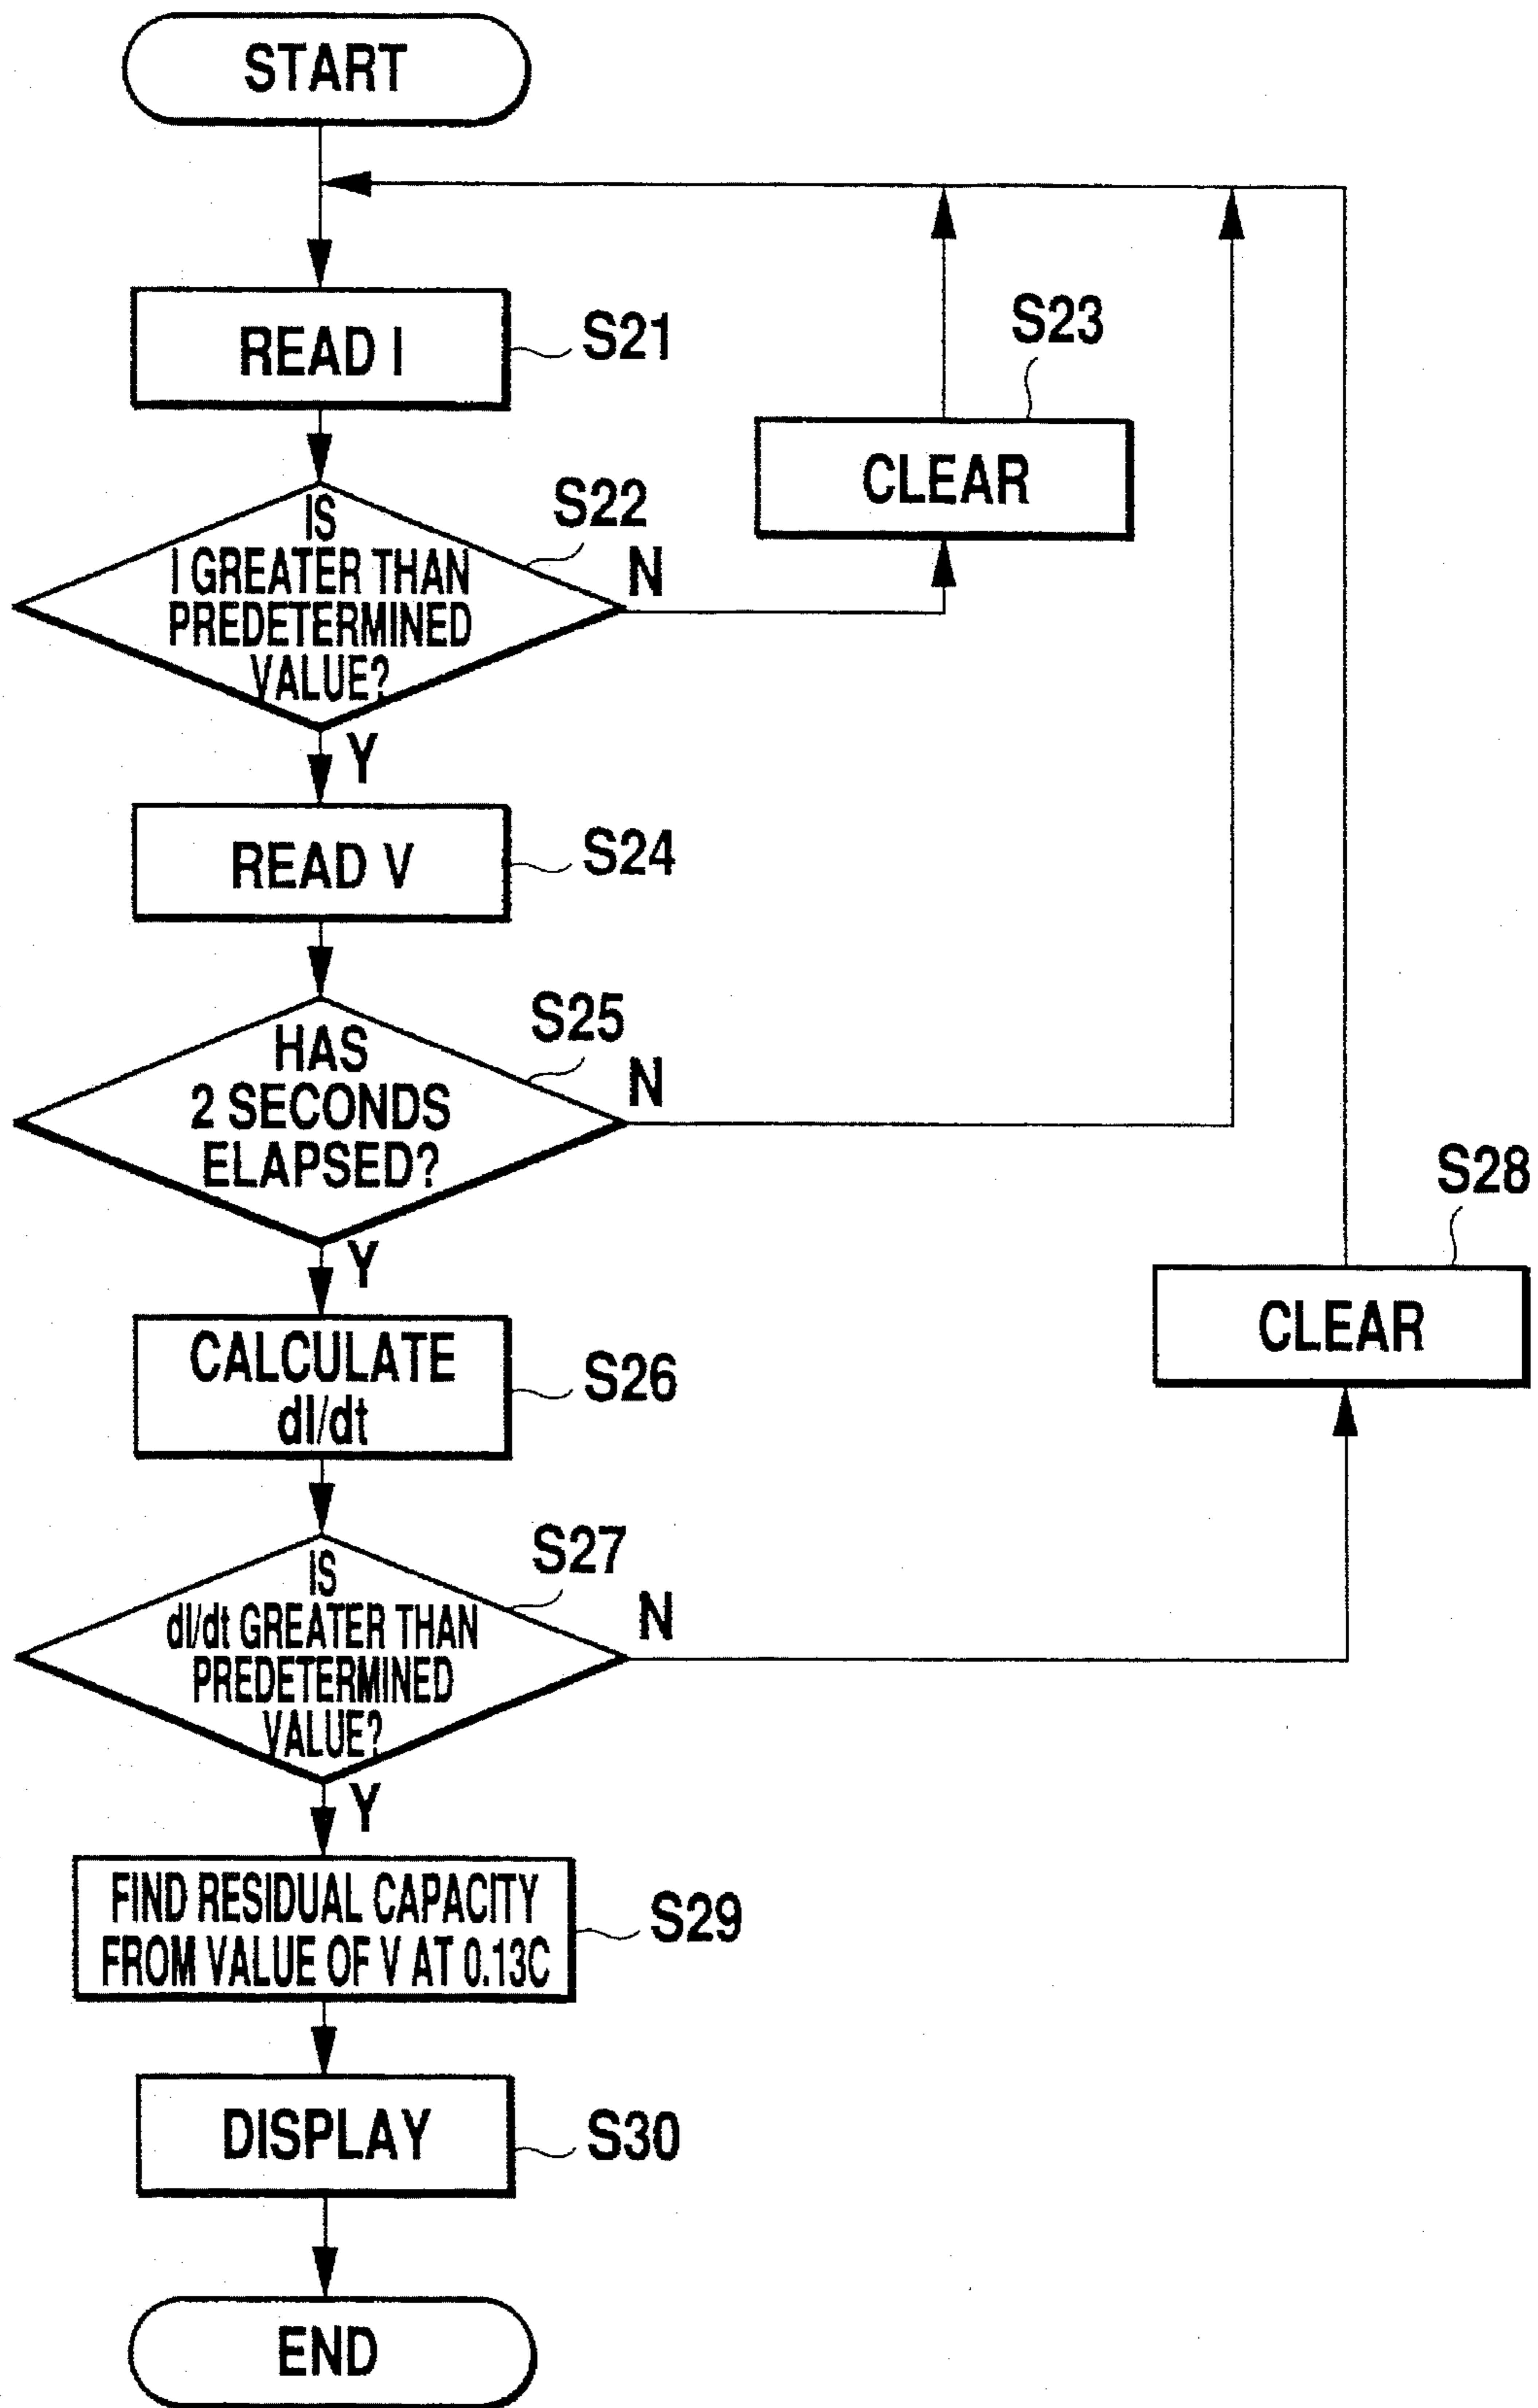 START
READ I
S21
S23
CLEAR
S22
IS
I GREATER THAN
PREDETERMINED
VALUE?
N
Y
READ V
S24
S25
HAS
2 SECONDS
ELAPSED?
N
Y
S28
CLEAR
CALCULATE
dI/dt
S26
S27
IS
dI/dt GREATER THAN
PREDETERMINED
VALUE?
N
Y
FIND RESIDUAL CAPACITY
FROM VALUE OF V AT 0.13C
S29
DISPLAY
S30
END